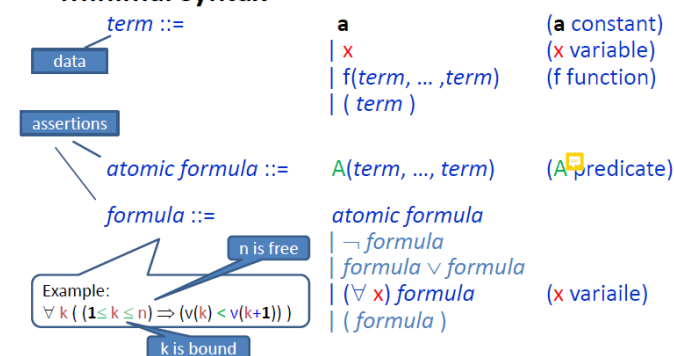 term ::= a (a constant)
data | x (x variable)
| f(term, … ,term) (f function)
| ( term )
assertions
atomic formula ::= A(term, ..., term) (A predicate)
formula ::= atomic formula
n is free | ¬ formula
| formula ∨ formula
Example: | (∀ x) formula (x variaile)
∀ k ( (1≤ k ≤ n) ⇒ (v(k) < v(k+1)) ) | ( formula )
k is bound